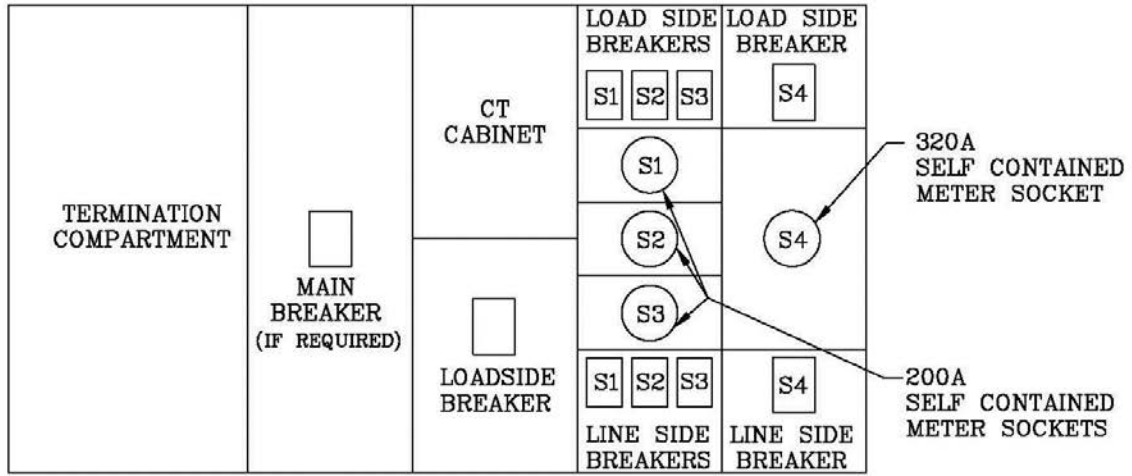 TERMINATION
COMPARTMENT
MAIN
BREAKER
(IF REQUIRED)
CT
CABINET
LOADSIDE
BREAKER
LOAD SIDE
BREAKERS
S1 S2 S3
S1
S2
S3
S1 S2 S3
LINE SIDE
BREAKERS
LOAD SIDE
BREAKER
S4
S4
S4
LINE SIDE
BREAKER
320A
SELF CONTAINED
METER SOCKET
200A
SELF CONTAINED
METER SOCKETS